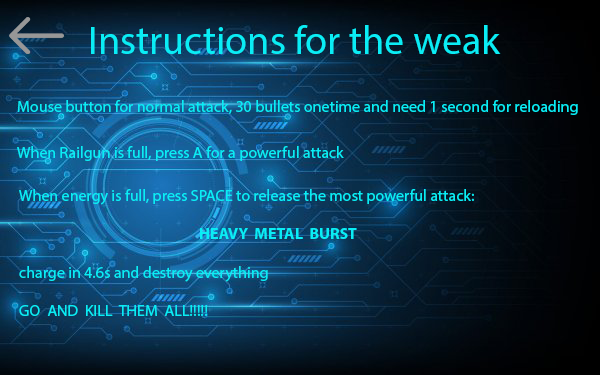 Instructions for the weak
Mouse button for normal attack, 30 bullets onetime and need 1 second for reloading
When Railgun is full, press A for a powerful attack
When energy is full, press SPACE to release the most powerful attack:
HEAVY METAL BURST
charge in 4.6s and destroy everything
GO AND KILL THEM ALL!!!!!